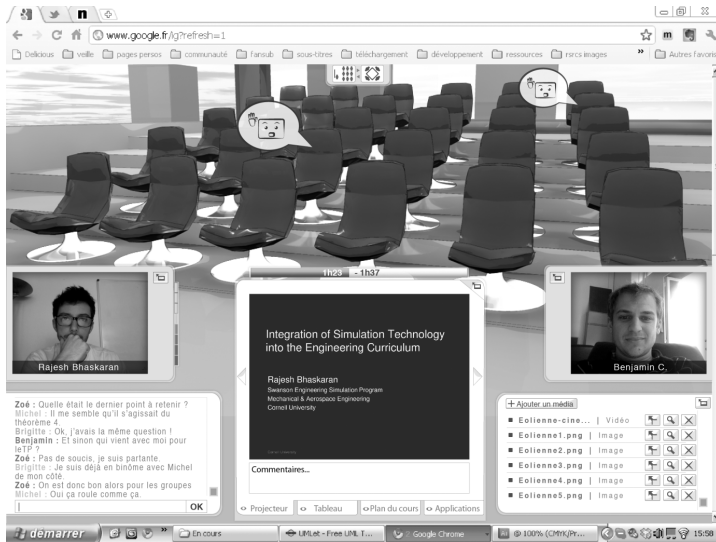 www.google.fr/lg?refresh=1
Delicious veille pages persos communauté fansub sous-titres téléchargement développement ressources rsrcs images » Autres favoris
1h23 - 1h37
Rajesh Bhaskaran
Benjamin C.
Integration of Simulation Technology
into the Engineering Curriculum
Rajesh Bhaskaran
Swanson Engineering Simulation Program
Mechanical & Aerospace Engineering
Cornell University
Commentaires...
Projecteur Tableau Plan du cours Applications
Zoé : Quelle était le dernier point à retenir ?
Michel : Il me semble qu'il s'agissait du
théorème 4.
Brigitte : Ok, j'avais la même question !
Benjamin : Et sinon qui vient avec moi pour
leTP ?
Zoé : Pas de soucis, je suis partante.
Brigitte : Je suis déjà en binôme avec Michel
de mon côté.
Zoé : On est donc bon alors pour les groupes
Michel : Oui ça roule comme ça.
OK
+ Ajouter un média
Eolienne-cine... | Vidéo
Eolienne1.png | Image
Eolienne2.png | Image
Eolienne3.png | Image
Eolienne4.png | Image
Eolienne5.png | Image
démarrer » En cours UMLet - Free UML T... 2 Google Chrome @ 100% (CMYK/Pr... 15:58